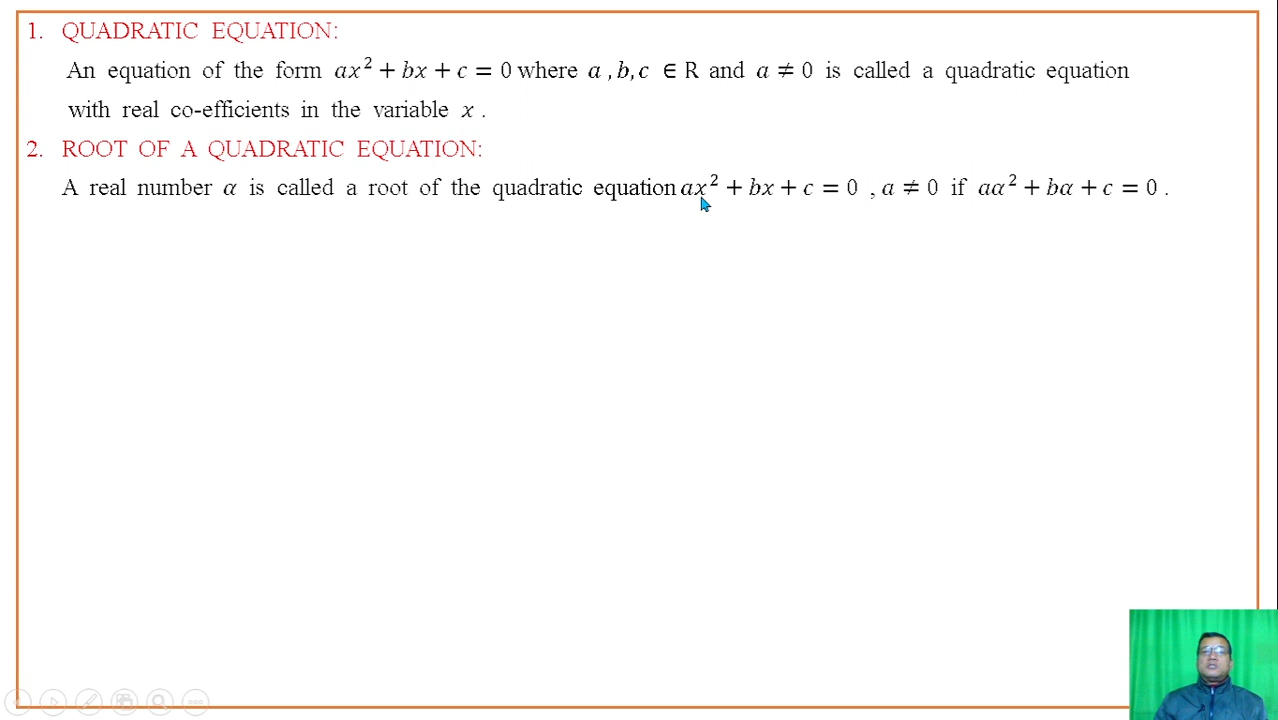 1. QUADRATIC EQUATION:
An equation of the form 𝑎𝑥² + 𝑏𝑥 + 𝑐 = 0 where 𝑎 , 𝑏, 𝑐 ∈ R and 𝑎 ≠ 0 is called a quadratic equation
with real co-efficients in the variable 𝑥 .
2. ROOT OF A QUADRATIC EQUATION:
A real number 𝛼 is called a root of the quadratic equation 𝑎𝑥² + 𝑏𝑥 + 𝑐 = 0 , 𝑎 ≠ 0 if 𝑎𝛼² + 𝑏𝛼 + 𝑐 = 0 .